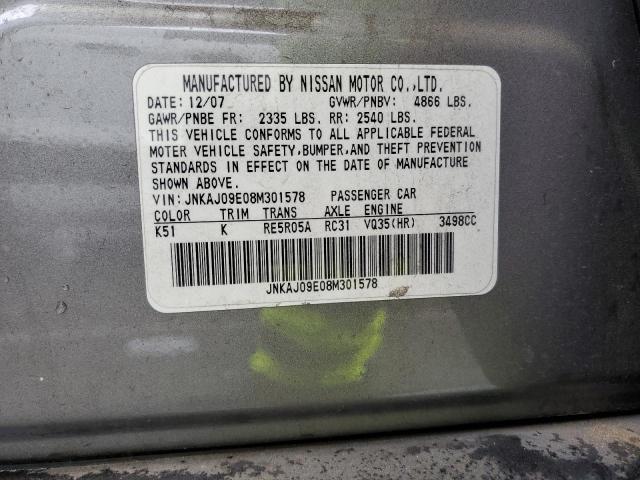 MANUFACTURED BY NISSAN MOTOR CO.,LTD.
DATE: 12/07 GVWR/PNBV: 4866 LBS.
GAWR/PNBE FR: 2335 LBS. RR: 2540 LBS.
THIS VEHICLE CONFORMS TO ALL APPLICABLE FEDERAL
MOTOR VEHICLE SAFETY,BUMPER,AND THEFT PREVENTION
STANDARDS IN EFFECT ON THE DATE OF MANUFACTURE
SHOWN ABOVE.
VIN: JNKAJ09E08M301578 PASSENGER CAR
COLOR TRIM TRANS AXLE ENGINE
K51 K RE5R05A RC31 VQ35(HR) 3498CC
JNKAJ09E08M301578